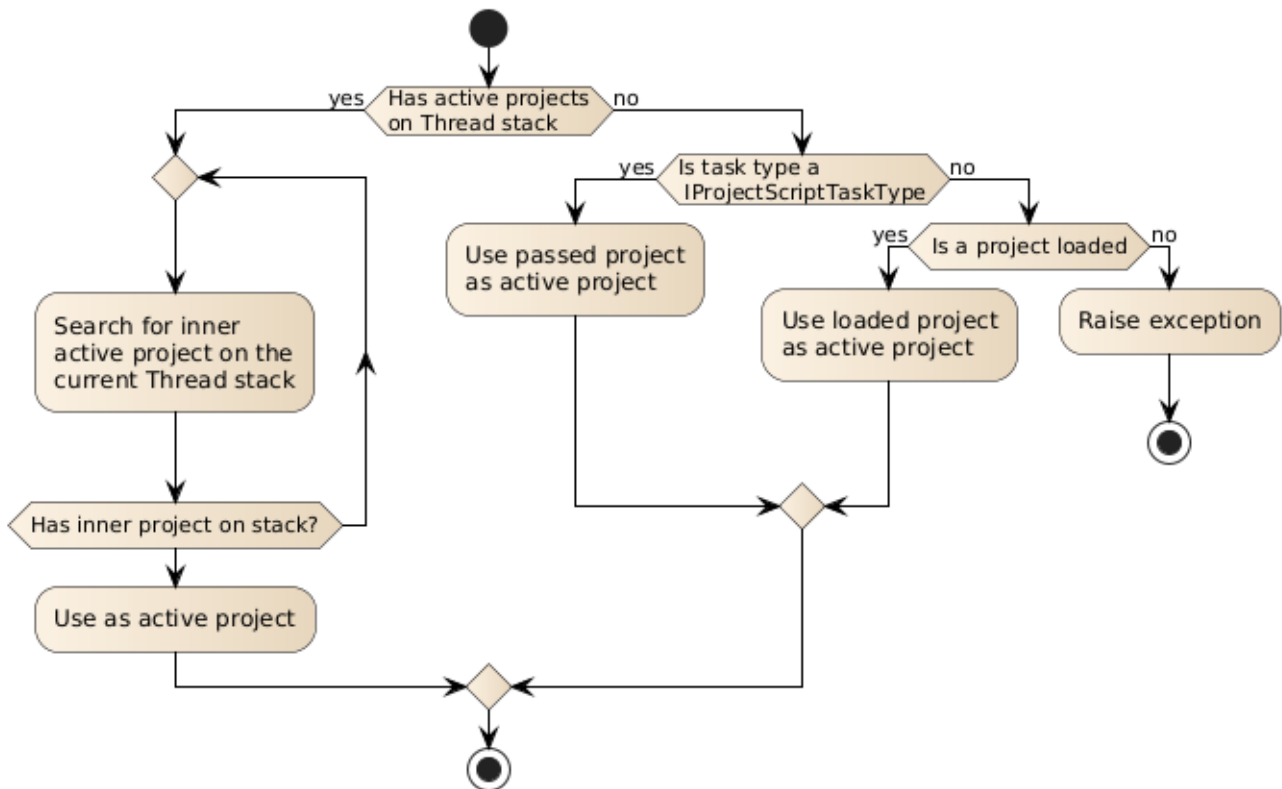 yes
Has active projects
on Thread stack
no
yes
Is task type a
IProjectScriptTaskType
no
Use passed project
as active project
yes
Is a project loaded
no
Search for inner
active project on the
current Thread stack
Use loaded project
as active project
Raise exception
Has inner project on stack?
Use as active project